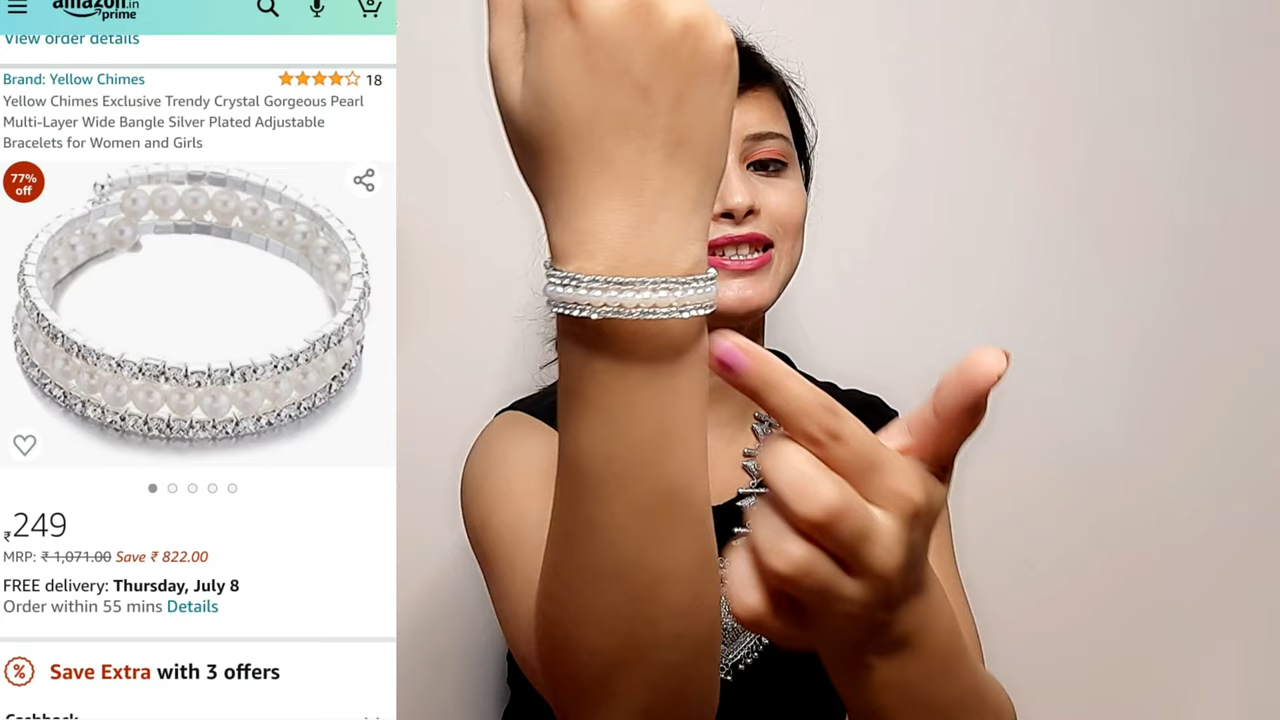 amazon.in
prime
View order details
Brand: Yellow Chimes
18
Yellow Chimes Exclusive Trendy Crystal Gorgeous Pearl
Multi-Layer Wide Bangle Silver Plated Adjustable
Bracelets for Women and Girls
77%
off
₹249
MRP: ₹ 1,071.00 Save ₹ 822.00
FREE delivery: Thursday, July 8
Order within 55 mins Details
% Save Extra with 3 offers
Cashback